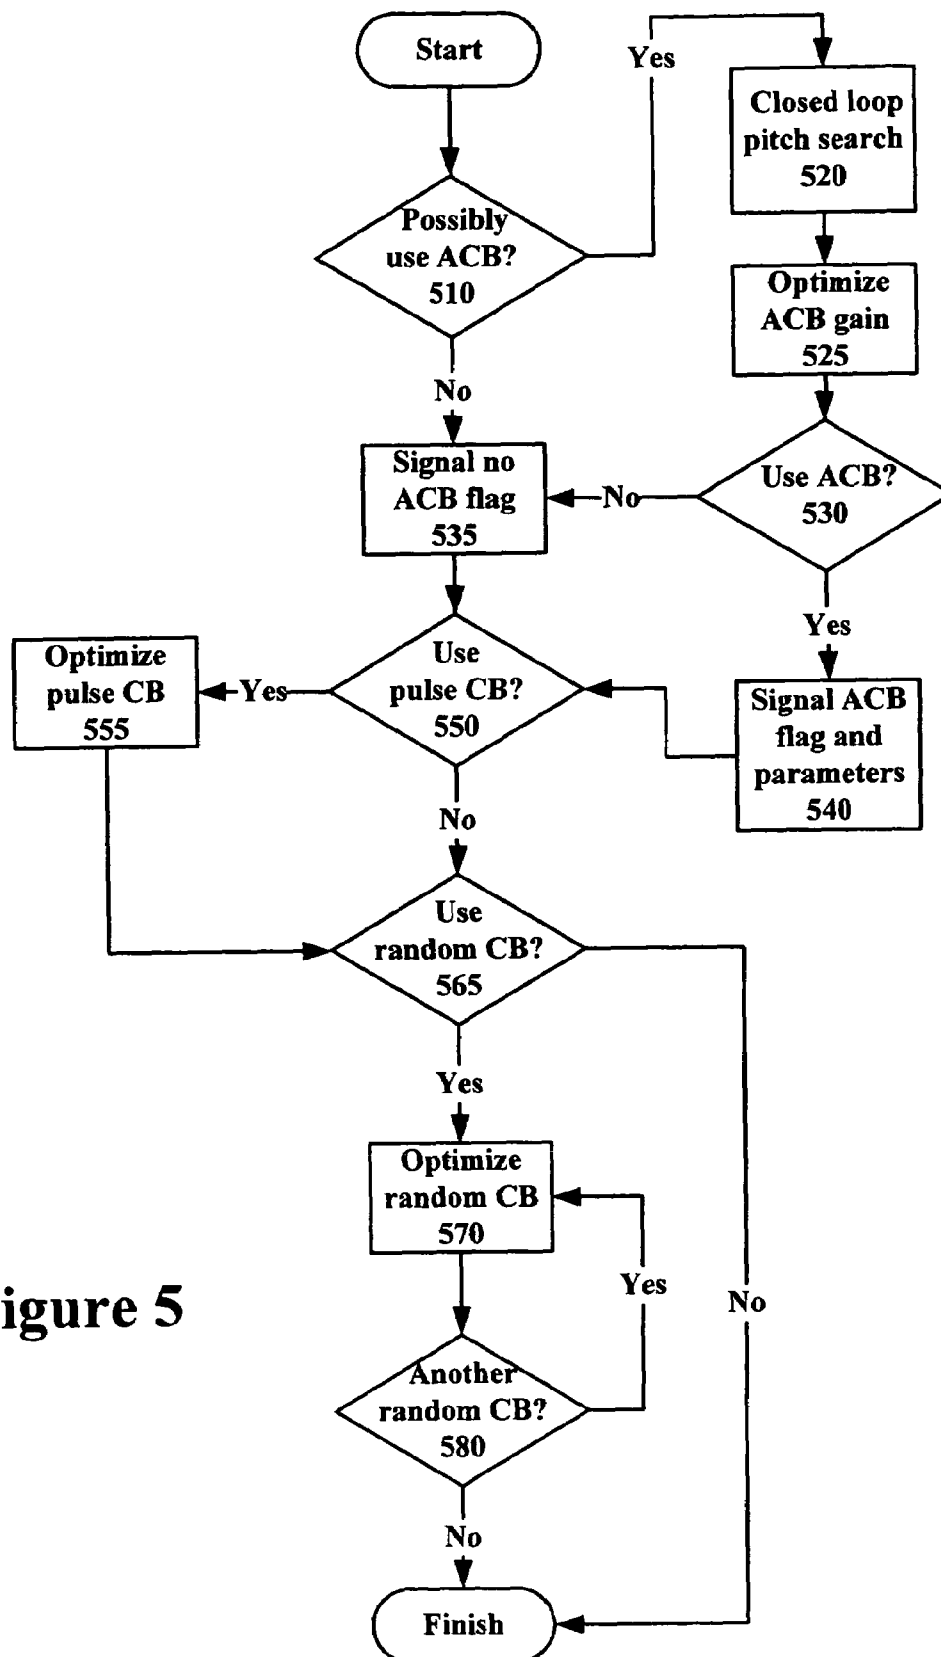 Start
Yes
Closed loop
pitch search
520
Possibly
use ACB?
510
Optimize
ACB gain
525
No
Signal no
ACB flag
535
No
Use ACB?
530
Yes
Optimize
pulse CB
555
Yes
Use
pulse CB?
550
Signal ACB
flag and
parameters
540
No
Use
random CB?
565
Yes
Optimize
random CB
570
Yes
No
igure 5
Another
random CB?
580
No
Finish